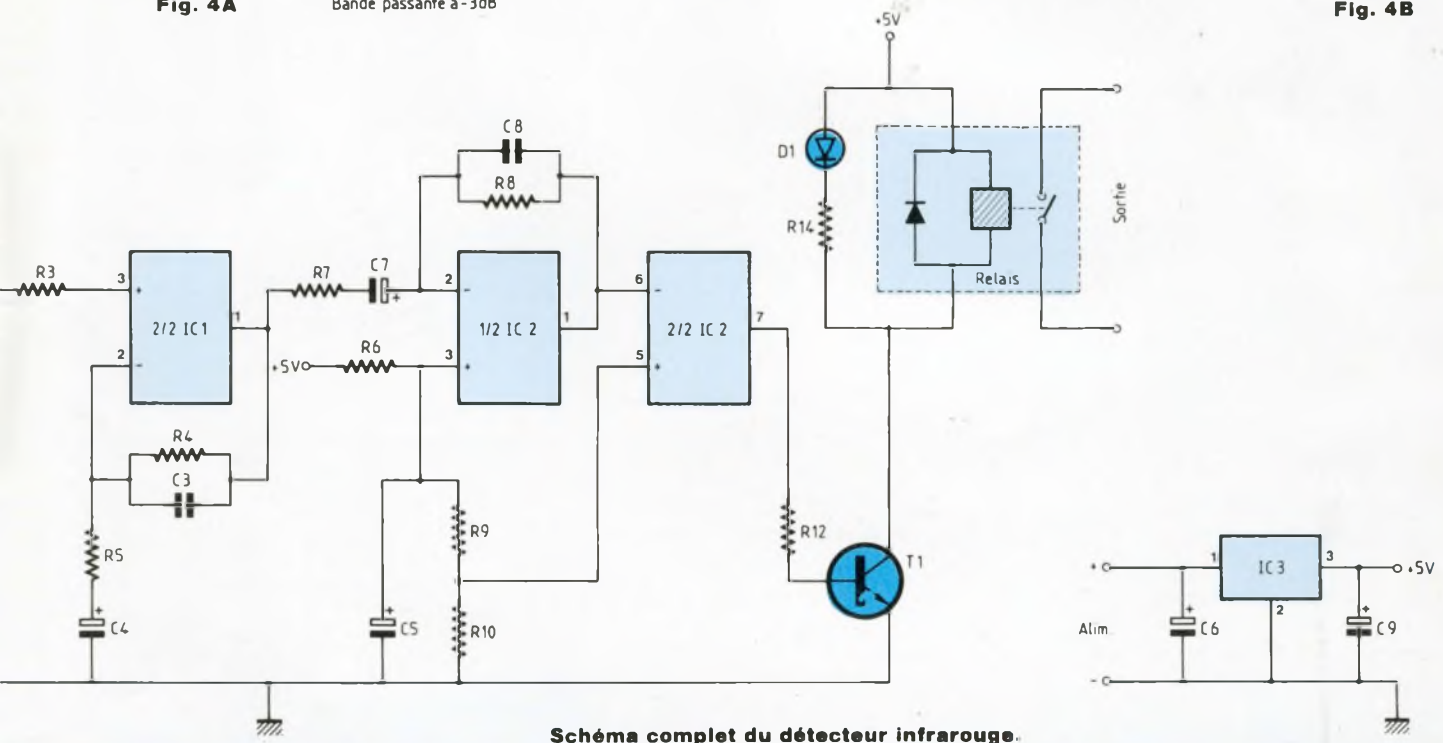 Fig. 4A
Bande passante à -3dB
Fig. 4B
+5V
C8
R8
D1
R14
Relais
Sortie
R3
3
+
2/2 IC1
1
2
-
R4
C3
R5
+
C4
R7
C7
+
R6
+5V
2
-
1/2 IC 2
1
3
+
6
-
2/2 IC 2
7
5
+
R9
R10
+
C5
R12
T1
+
1
IC 3
3
+5V
2
Alim.
+
C6
+
C9
-
Schéma complet du détecteur infrarouge.